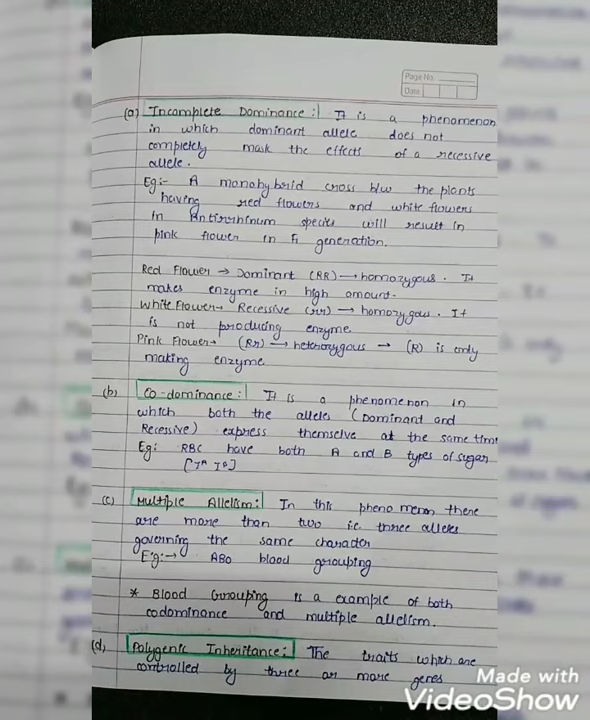 Page No.
Date
(a) Incomplete Dominance: It is a phenomenon
in which dominant allele does not
completely mask the effects of a recessive
allele.
Eg:- A monohybrid cross b/w the plants
having red flowers and white flowers
in Antirrhinum species will result in
pink flower in F1 generation.
Red Flower → Dominant (RR) → homozygous. It
makes enzyme in high amount.
White Flower → Recessive (rr) → homozygous. It
is not producing enzyme.
Pink Flower → (Rr) → heterozygous → (R) is only
making enzyme.
(b) Co-dominance: It is a phenomenon in
which both the alleles (Dominant and
Recessive) express themselve at the same time
Eg: RBC have both A and B types of sugar
[Iᴬ Iᴮ]
(c) Multiple Allelism: In this phenomenon there
are more than two i.e. three alleles
governing the same character
E.g:→ ABO blood grouping
* Blood Grouping is a example of both
codominance and multiple allelism.
(d) Polygenic Inheritance: The traits which are
controlled by three or more genes
Made with
VideoShow